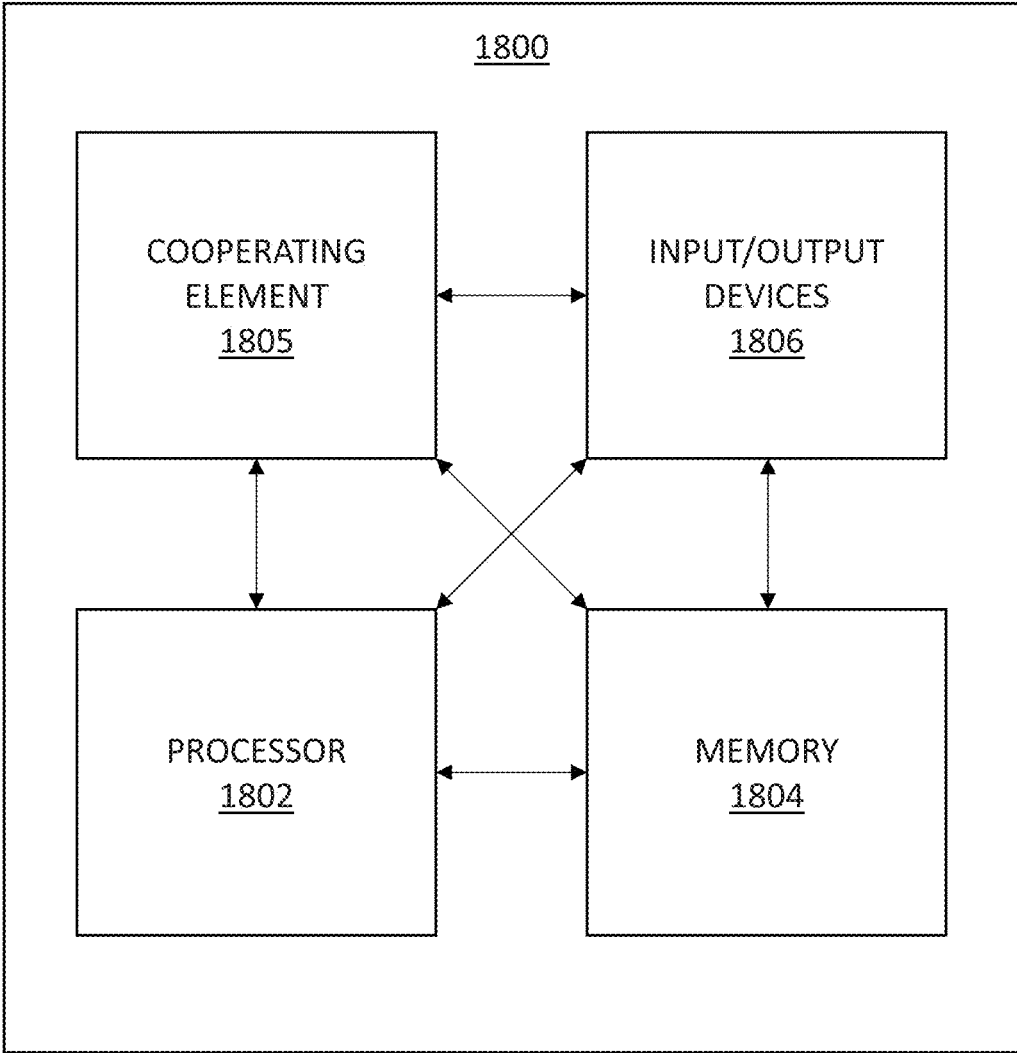 1800
COOPERATING
ELEMENT
1805
INPUT/OUTPUT
DEVICES
1806
PROCESSOR
1802
MEMORY
1804